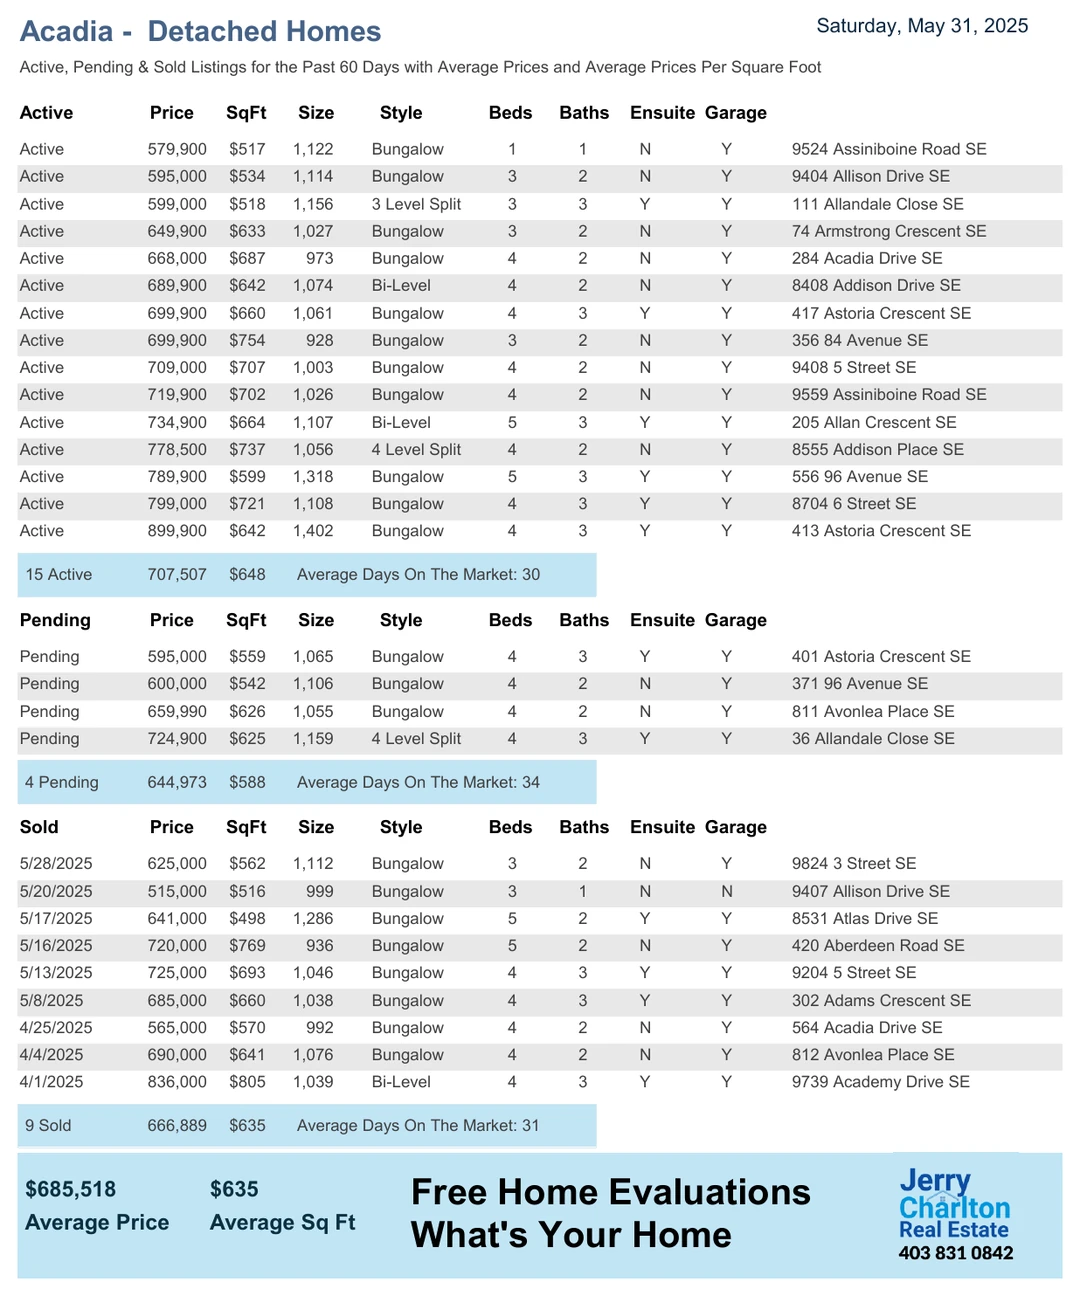 Acadia - Detached Homes
Saturday, May 31, 2025
Active, Pending & Sold Listings for the Past 60 Days with Average Prices and Average Prices Per Square Foot
Active Price SqFt Size Style Beds Baths Ensuite Garage
Active 579,900 $517 1,122 Bungalow 1 1 N Y 9524 Assiniboine Road SE
Active 595,000 $534 1,114 Bungalow 3 2 N Y 9404 Allison Drive SE
Active 599,000 $518 1,156 3 Level Split 3 3 Y Y 111 Allandale Close SE
Active 649,900 $633 1,027 Bungalow 3 2 N Y 74 Armstrong Crescent SE
Active 668,000 $687 973 Bungalow 4 2 N Y 284 Acadia Drive SE
Active 689,900 $642 1,074 Bi-Level 4 2 N Y 8408 Addison Drive SE
Active 699,900 $660 1,061 Bungalow 4 3 Y Y 417 Astoria Crescent SE
Active 699,900 $754 928 Bungalow 3 2 N Y 356 84 Avenue SE
Active 709,000 $707 1,003 Bungalow 4 2 N Y 9408 5 Street SE
Active 719,900 $702 1,026 Bungalow 4 2 N Y 9559 Assiniboine Road SE
Active 734,900 $664 1,107 Bi-Level 5 3 Y Y 205 Allan Crescent SE
Active 778,500 $737 1,056 4 Level Split 4 2 N Y 8555 Addison Place SE
Active 789,900 $599 1,318 Bungalow 5 3 Y Y 556 96 Avenue SE
Active 799,000 $721 1,108 Bungalow 4 3 Y Y 8704 6 Street SE
Active 899,900 $642 1,402 Bungalow 4 3 Y Y 413 Astoria Crescent SE
15 Active 707,507 $648 Average Days On The Market: 30
Pending Price SqFt Size Style Beds Baths Ensuite Garage
Pending 595,000 $559 1,065 Bungalow 4 3 Y Y 401 Astoria Crescent SE
Pending 600,000 $542 1,106 Bungalow 4 2 N Y 371 96 Avenue SE
Pending 659,990 $626 1,055 Bungalow 4 2 N Y 811 Avonlea Place SE
Pending 724,900 $625 1,159 4 Level Split 4 3 Y Y 36 Allandale Close SE
4 Pending 644,973 $588 Average Days On The Market: 34
Sold Price SqFt Size Style Beds Baths Ensuite Garage
5/28/2025 625,000 $562 1,112 Bungalow 3 2 N Y 9824 3 Street SE
5/20/2025 515,000 $516 999 Bungalow 3 1 N N 9407 Allison Drive SE
5/17/2025 641,000 $498 1,286 Bungalow 5 2 Y Y 8531 Atlas Drive SE
5/16/2025 720,000 $769 936 Bungalow 5 2 N Y 420 Aberdeen Road SE
5/13/2025 725,000 $693 1,046 Bungalow 4 3 Y Y 9204 5 Street SE
5/8/2025 685,000 $660 1,038 Bungalow 4 3 Y Y 302 Adams Crescent SE
4/25/2025 565,000 $570 992 Bungalow 4 2 N Y 564 Acadia Drive SE
4/4/2025 690,000 $641 1,076 Bungalow 4 2 N Y 812 Avonlea Place SE
4/1/2025 836,000 $805 1,039 Bi-Level 4 3 Y Y 9739 Academy Drive SE
9 Sold 666,889 $635 Average Days On The Market: 31
$685,518 $635
Average Price Average Sq Ft
Free Home Evaluations
What's Your Home
Jerry
Charlton
Real Estate
403 831 0842